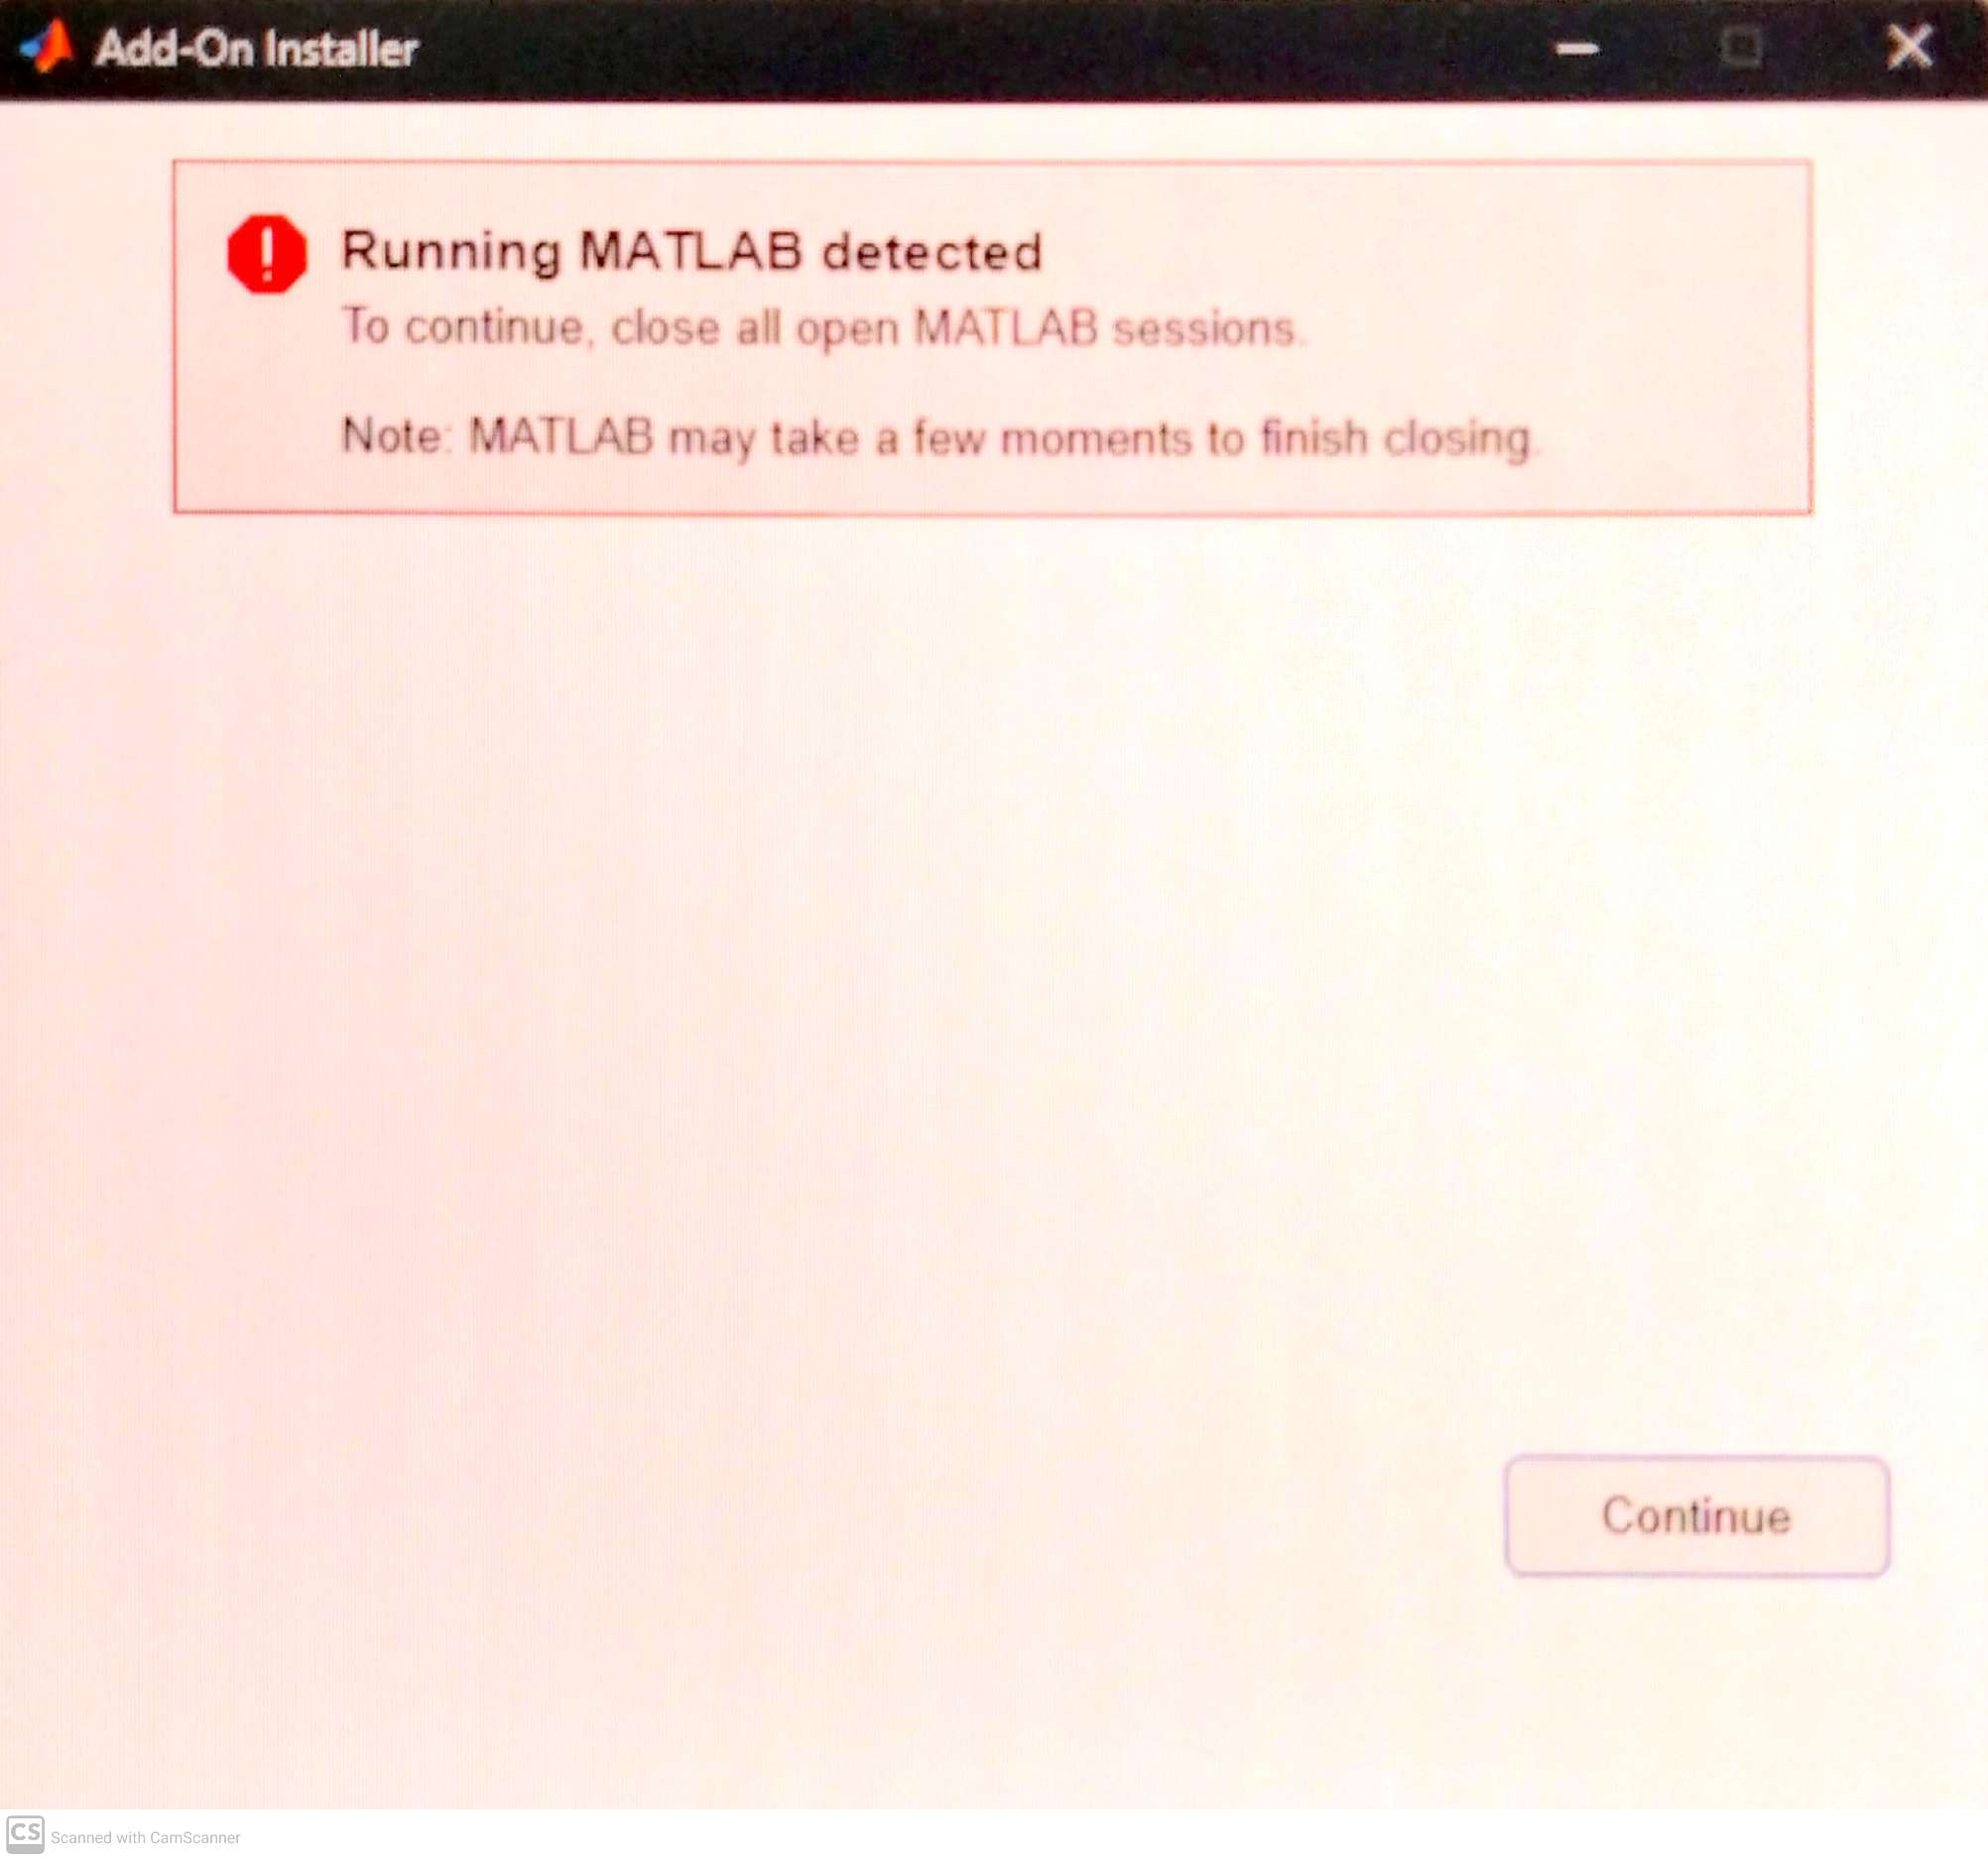 Add-On Installer
Running MATLAB detected
To continue, close all open MATLAB sessions.
Note: MATLAB may take a few moments to finish closing.
Continue
CS Scanned with CamScanner